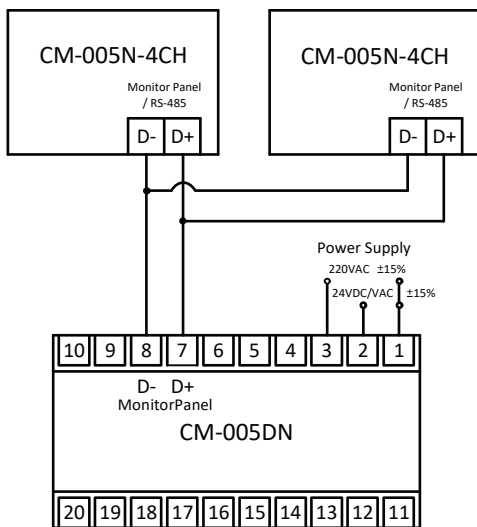 CM-005N-4CH
Monitor Panel
/ RS-485
D- D+
CM-005N-4CH
Monitor Panel
/ RS-485
D- D+
Power Supply
220VAC ±15%
24VDC/VAC ±15%
10 9 8 7 6 5 4 3 2 1
D- D+
MonitorPanel
CM-005DN
20 19 18 17 16 15 14 13 12 11